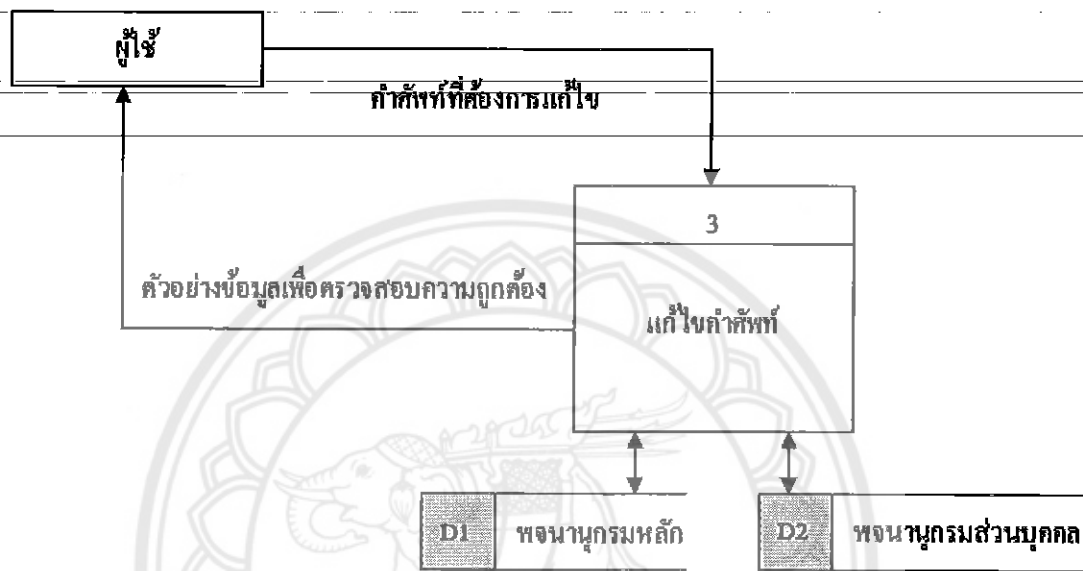 ผู้ใช้
คำศัพท์ที่ต้องการแก้ไข
3
ตัวอย่างข้อมูลเพื่อตรวจสอบความถูกต้อง
แก้ไขคำศัพท์
D1 พจนานุกรมหลัก
D2 พจนานุกรมส่วนบุคคล